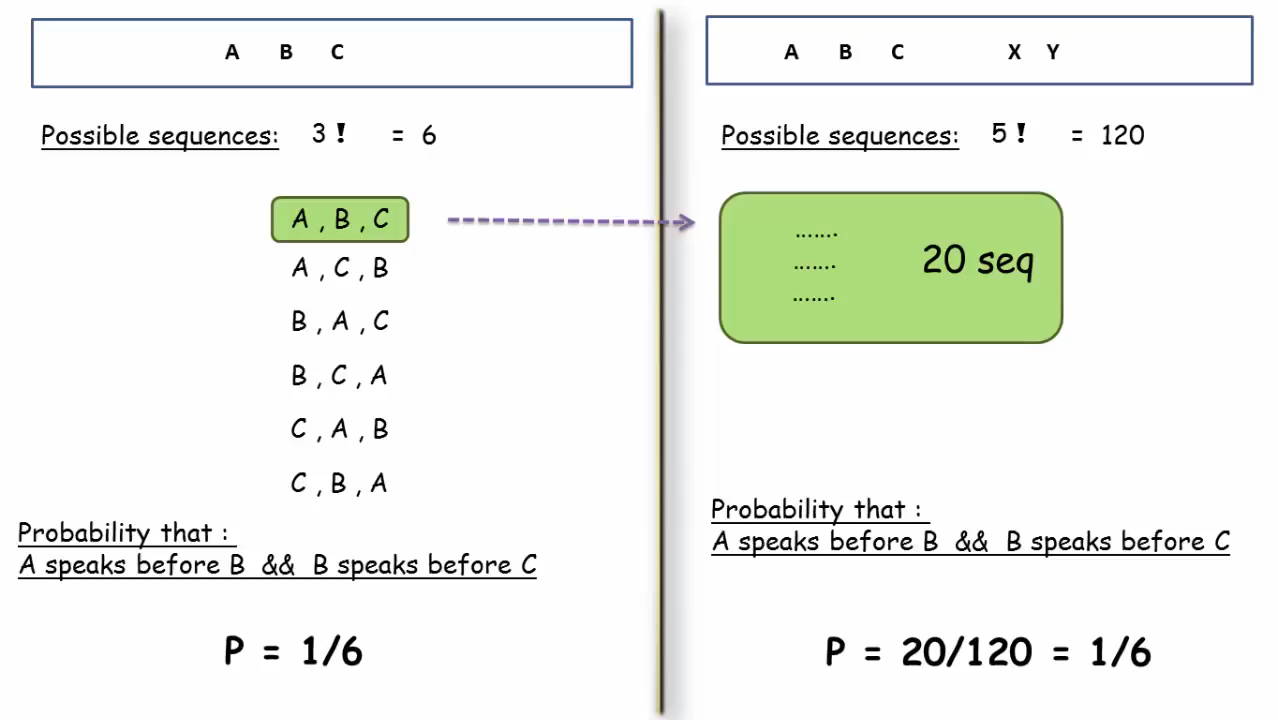 A B C
Possible sequences: 3 ! = 6
A , B , C
A , C , B
B , A , C
B , C , A
C , A , B
C , B , A
Probability that :
A speaks before B && B speaks before C
P = 1/6
A B C X Y
Possible sequences: 5 ! = 120
.......
.......
.......
20 seq
Probability that :
A speaks before B && B speaks before C
P = 20/120 = 1/6